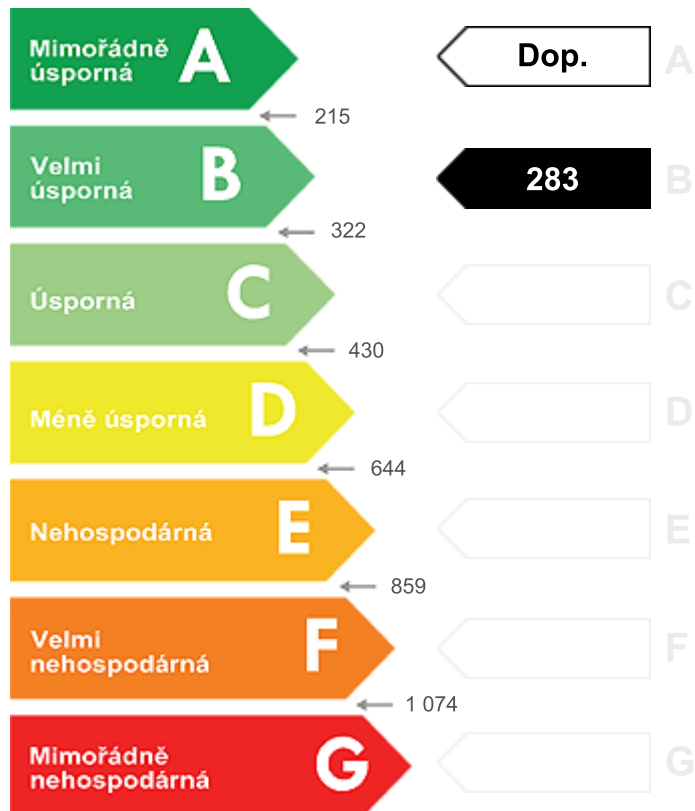 Mimořádně
úsporná
A
Dop.
A
215
Velmi
úsporná
B
283
B
322
Úsporná
C
C
430
Méně úsporná
D
D
644
Nehospodárná
E
E
859
Velmi
nehospodárná
F
F
1 074
Mimořádně
nehospodárná
G
G